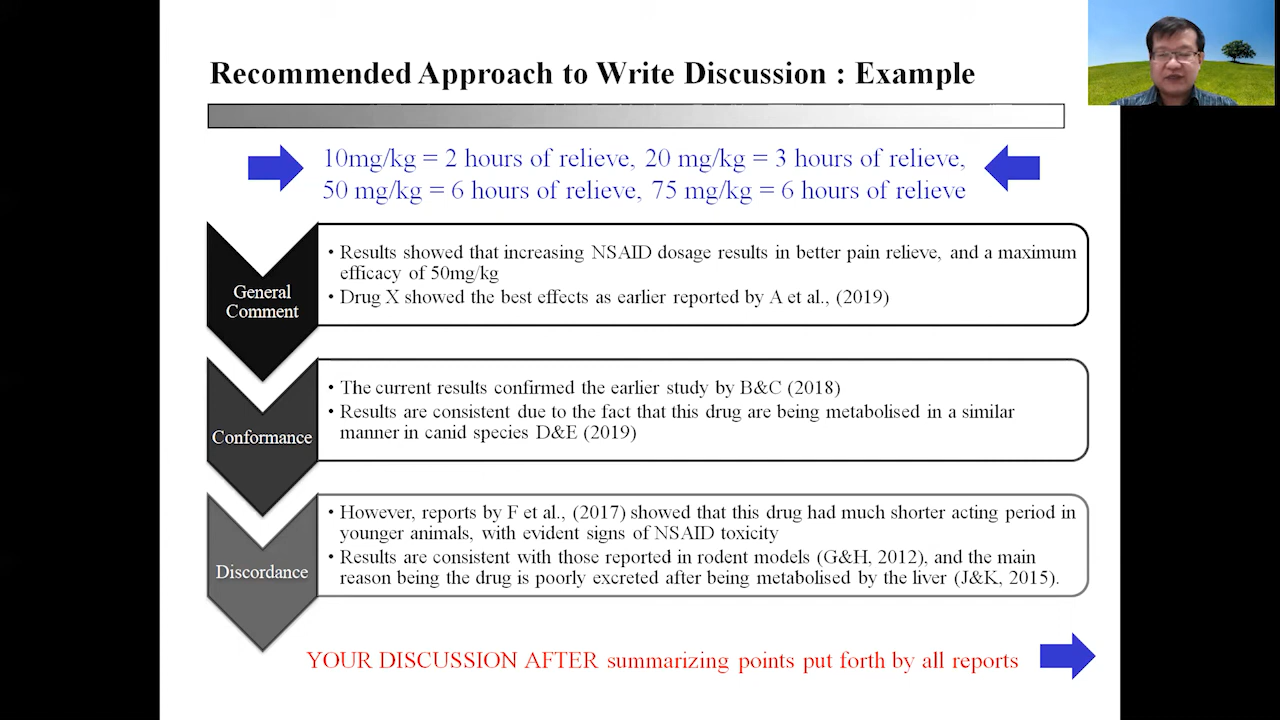 Recommended Approach to Write Discussion : Example
10mg/kg = 2 hours of relieve, 20 mg/kg = 3 hours of relieve,
50 mg/kg = 6 hours of relieve, 75 mg/kg = 6 hours of relieve
General
Comment
• Results showed that increasing NSAID dosage results in better pain relieve, and a maximum
efficacy of 50mg/kg
• Drug X showed the best effects as earlier reported by A et al., (2019)
Conformance
• The current results confirmed the earlier study by B&C (2018)
• Results are consistent due to the fact that this drug are being metabolised in a similar
manner in canid species D&E (2019)
Discordance
• However, reports by F et al., (2017) showed that this drug had much shorter acting period in
younger animals, with evident signs of NSAID toxicity
• Results are consistent with those reported in rodent models (G&H, 2012), and the main
reason being the drug is poorly excreted after being metabolised by the liver (J&K, 2015).
YOUR DISCUSSION AFTER summarizing points put forth by all reports